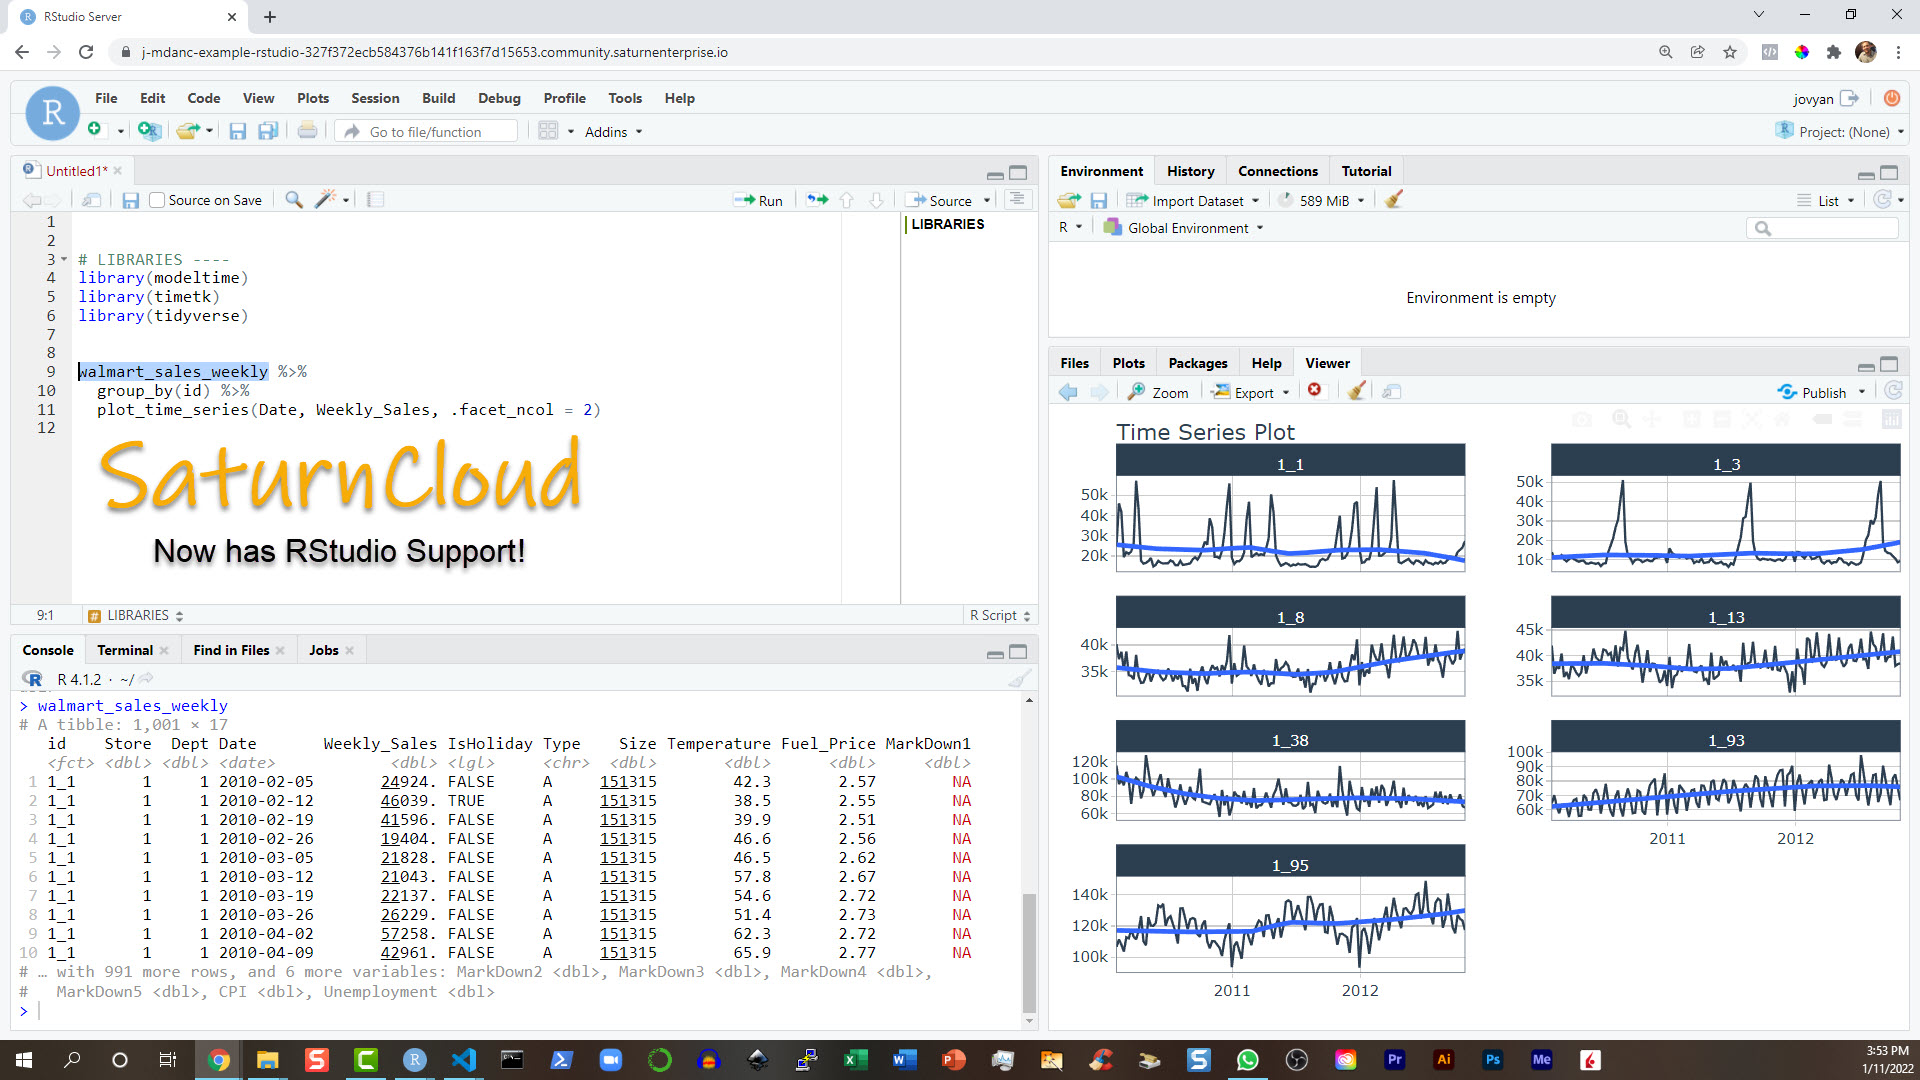 RStudio Server
j-mdanc-example-rstudio-327f372ecb584376b141f163f7d15653.community.saturnenterprise.io
R
File Edit Code View Plots Session Build Debug Profile Tools Help
jovyan
Go to file/function
Addins
Project: (None)
Untitled1*
Source on Save
Run
Source
1
2
3 # LIBRARIES ----
4 library(modeltime)
5 library(timetk)
6 library(tidyverse)
7
8
9 walmart_sales_weekly %>%
10 group_by(id) %>%
11 plot_time_series(Date, Weekly_Sales, .facet_ncol = 2)
12
LIBRARIES
SaturnCloud
Now has RStudio Support!
9:1 # LIBRARIES R Script
Console Terminal Find in Files Jobs
R 4.1.2 · ~/
> walmart_sales_weekly
# A tibble: 1,001 × 17
id Store Dept Date Weekly_Sales IsHoliday Type Size Temperature Fuel_Price MarkDown1
<fct> <dbl> <dbl> <date> <dbl> <lgl> <chr> <dbl> <dbl> <dbl> <dbl>
1 1_1 1 1 2010-02-05 24924. FALSE A 151315 42.3 2.57 NA
2 1_1 1 1 2010-02-12 46039. TRUE A 151315 38.5 2.55 NA
3 1_1 1 1 2010-02-19 41596. FALSE A 151315 39.9 2.51 NA
4 1_1 1 1 2010-02-26 19404. FALSE A 151315 46.6 2.56 NA
5 1_1 1 1 2010-03-05 21828. FALSE A 151315 46.5 2.62 NA
6 1_1 1 1 2010-03-12 21043. FALSE A 151315 57.8 2.67 NA
7 1_1 1 1 2010-03-19 22137. FALSE A 151315 54.6 2.72 NA
8 1_1 1 1 2010-03-26 26229. FALSE A 151315 51.4 2.73 NA
9 1_1 1 1 2010-04-02 57258. FALSE A 151315 62.3 2.72 NA
10 1_1 1 1 2010-04-09 42961. FALSE A 151315 65.9 2.77 NA
# … with 991 more rows, and 6 more variables: MarkDown2 <dbl>, MarkDown3 <dbl>, MarkDown4 <dbl>,
# MarkDown5 <dbl>, CPI <dbl>, Unemployment <dbl>
>
Environment History Connections Tutorial
Import Dataset 589 MiB List
R Global Environment
Environment is empty
Files Plots Packages Help Viewer
Zoom Export Publish
Time Series Plot
1_1
50k
40k
30k
20k
1_3
50k
40k
30k
20k
10k
1_8
40k
35k
1_13
45k
40k
35k
1_38
120k
100k
80k
60k
1_93
100k
90k
80k
70k
60k
2011 2012
1_95
140k
120k
100k
2011 2012
Pr Ai Ps Me
3:53 PM
1/11/2022